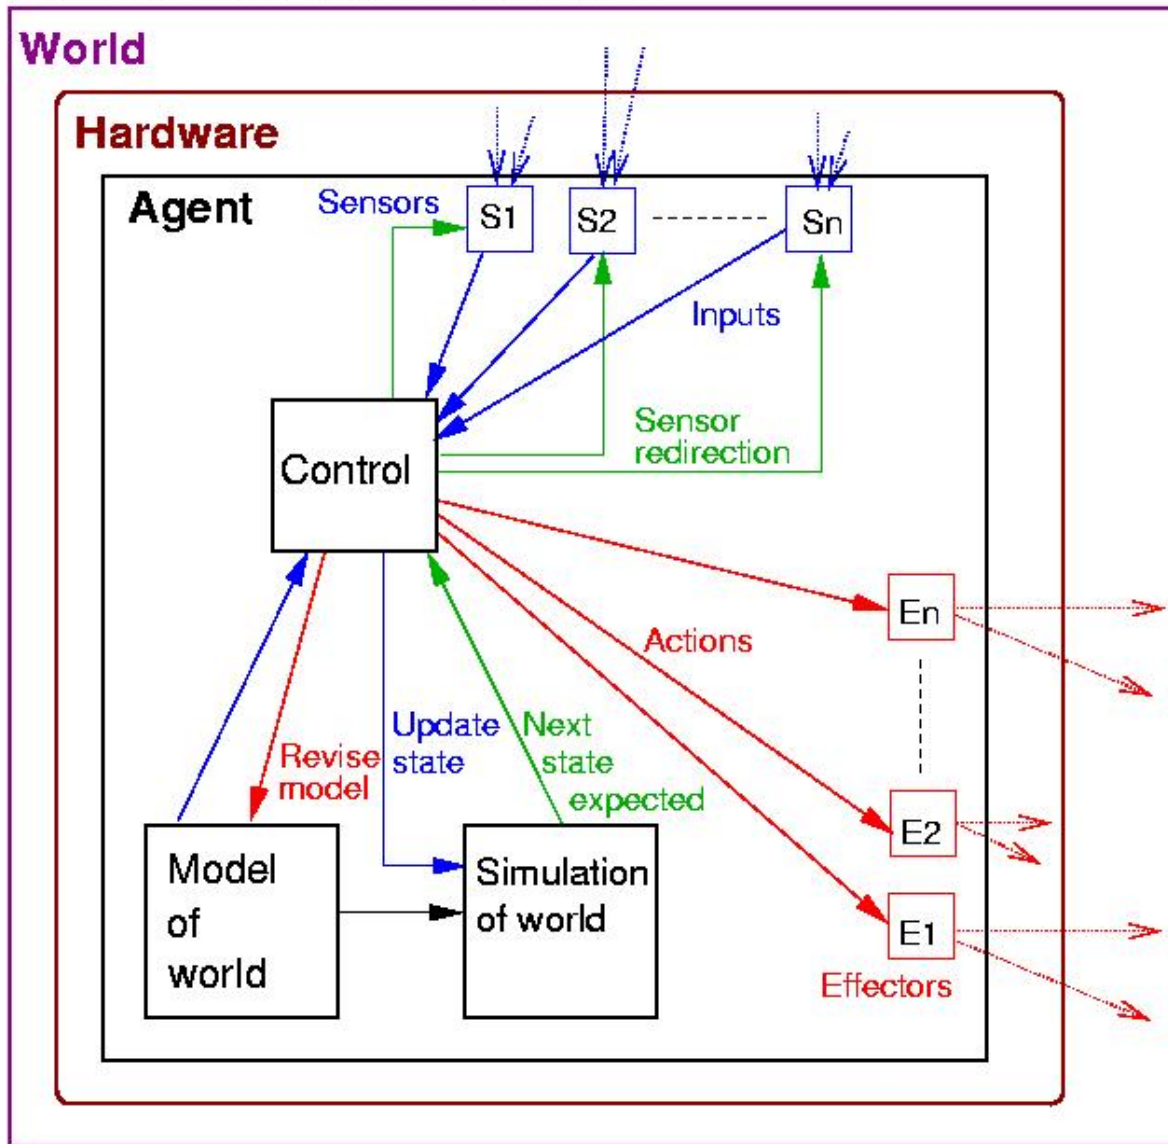 World
Hardware
Agent
Sensors
S1
S2
Sn
Inputs
Sensor
redirection
Control
En
Actions
Update
state
Next
state
expected
Revise
model
E2
Model
of
world
Simulation
of world
E1
Effectors